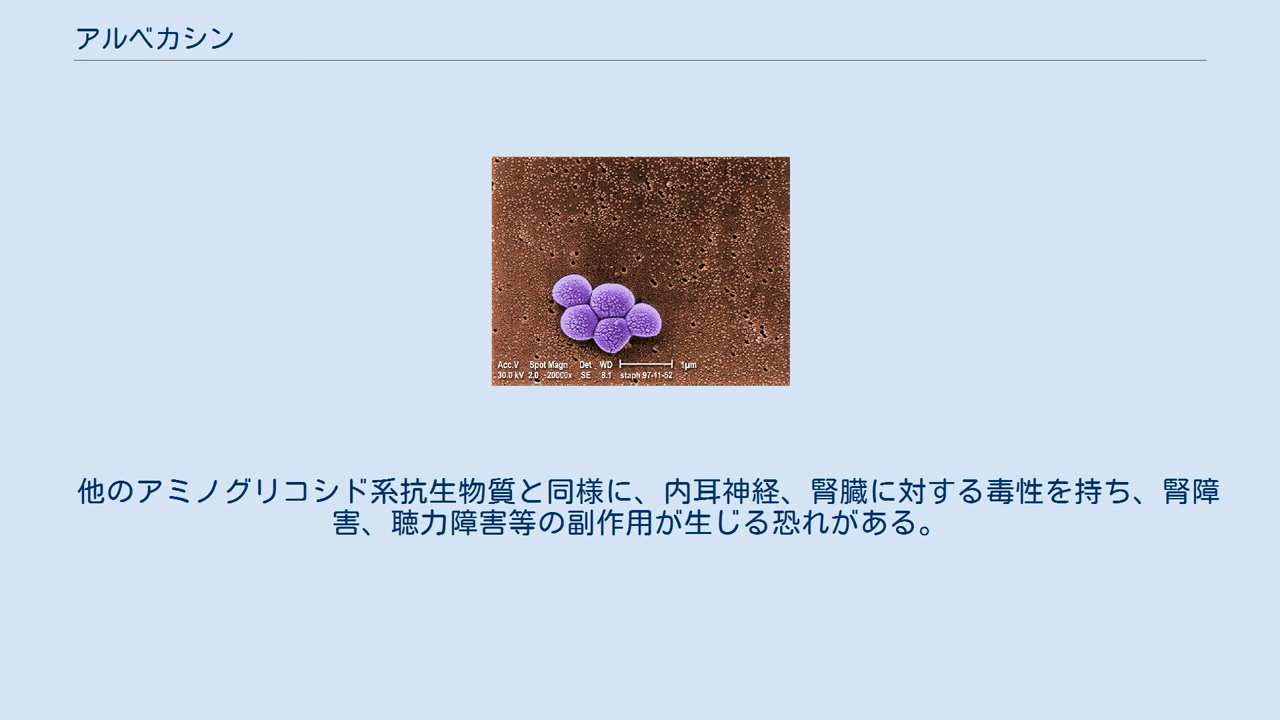 アルベカシン
Acc.V Spot Magn Det WD 1μm
30.0 kV 2.0 20000x SE 8.1 staph 97-11-52
他のアミノグリコシド系抗生物質と同様に、内耳神経、腎臓に対する毒性を持ち、腎障
害、聴力障害等の副作用が生じる恐れがある。